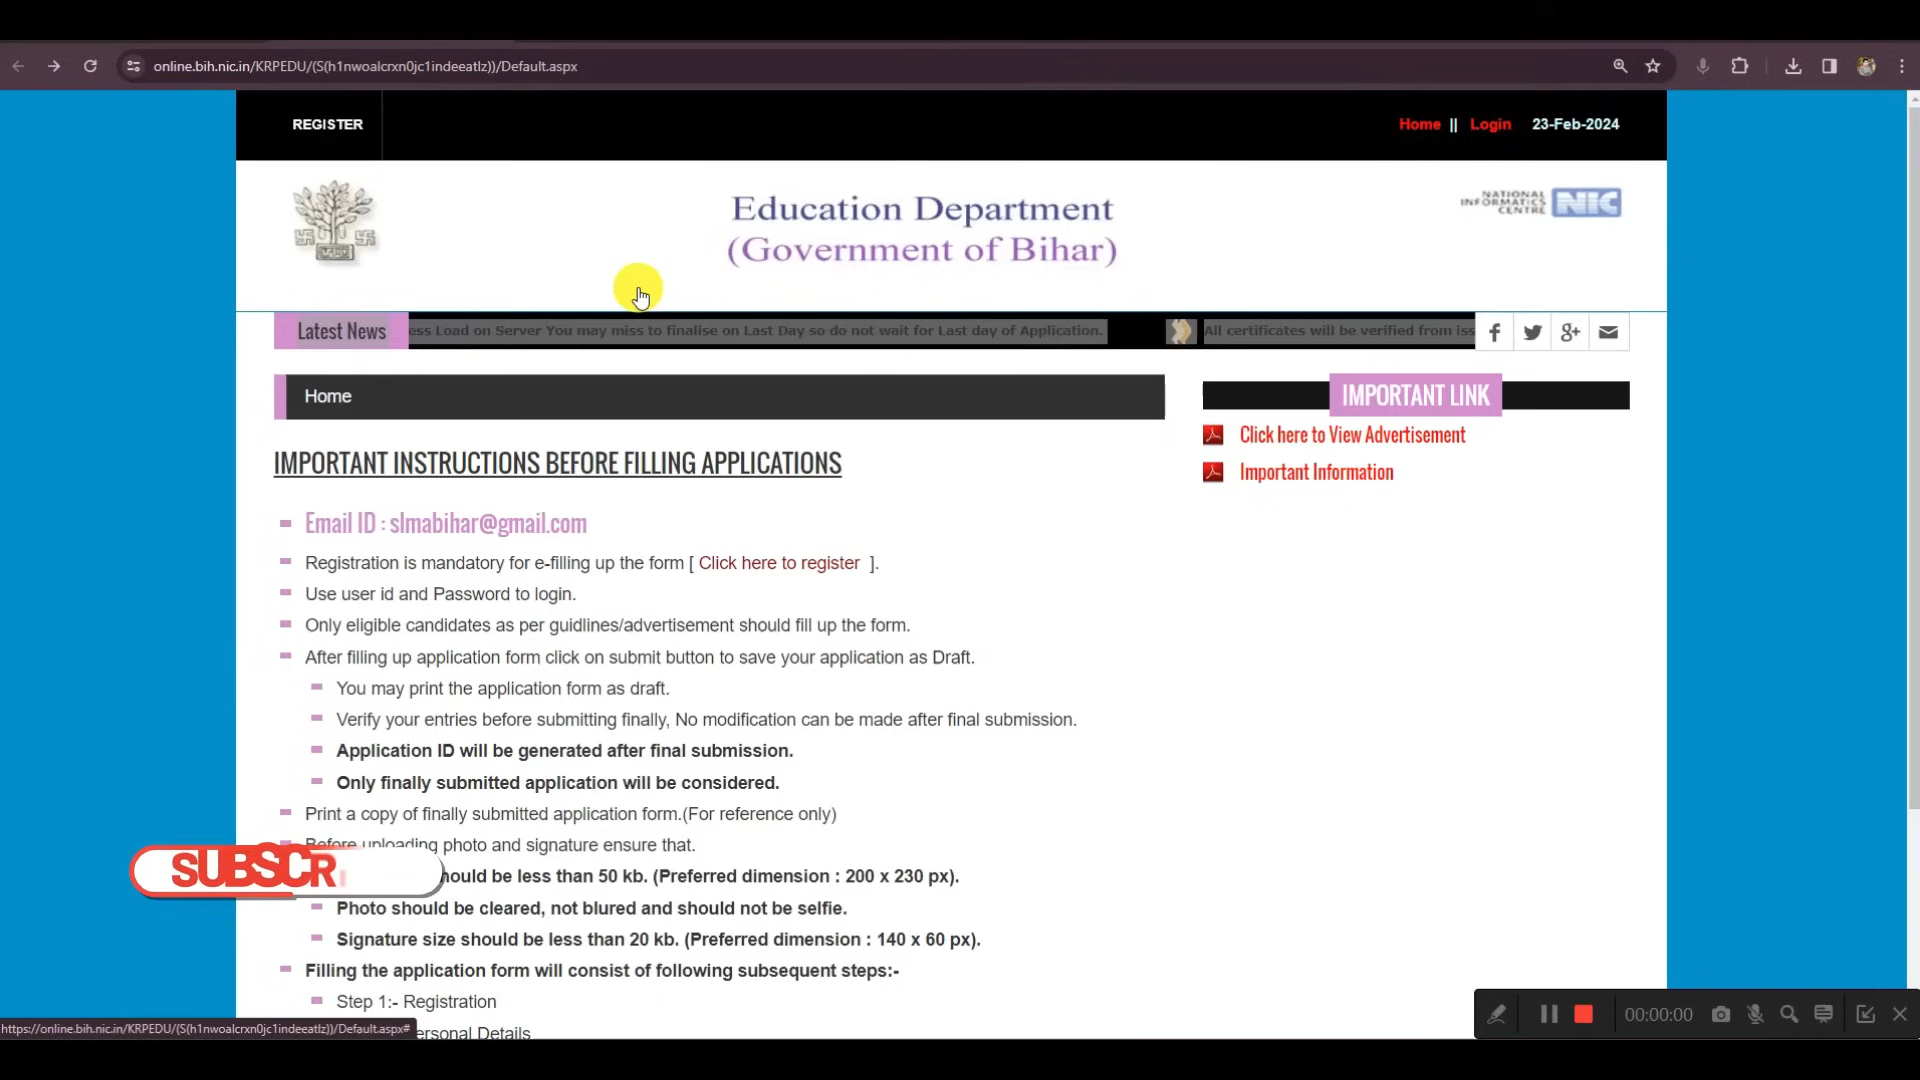 online.bih.nic.in/KRPEDU/(S(h1nwoalcrxn0jc1indeeatlz))/Default.aspx
REGISTER
Home || Login 23-Feb-2024
Education Department
(Government of Bihar)
NATIONAL
INFORMATICS
CENTRE
NIC
Latest News
ess Load on Server You may miss to finalise on Last Day so do not wait for Last day of Application.
All certificates will be verified from iss
Home
IMPORTANT LINK
Click here to View Advertisement
Important Information
IMPORTANT INSTRUCTIONS BEFORE FILLING APPLICATIONS
Email ID : slmabihar@gmail.com
Registration is mandatory for e-filling up the form [ Click here to register ].
Use user id and Password to login.
Only eligible candidates as per guidlines/advertisement should fill up the form.
After filling up application form click on submit button to save your application as Draft.
You may print the application form as draft.
Verify your entries before submitting finally, No modification can be made after final submission.
Application ID will be generated after final submission.
Only finally submitted application will be considered.
Print a copy of finally submitted application form.(For reference only)
Before uploading photo and signature ensure that.
SUBSCR
hould be less than 50 kb. (Preferred dimension : 200 x 230 px).
Photo should be cleared, not blured and should not be selfie.
Signature size should be less than 20 kb. (Preferred dimension : 140 x 60 px).
Filling the application form will consist of following subsequent steps:-
Step 1:- Registration
ersonal Details
https://online.bih.nic.in/KRPEDU/(S(h1nwoalcrxn0jc1indeeatlz))/Default.aspx#
00:00:00